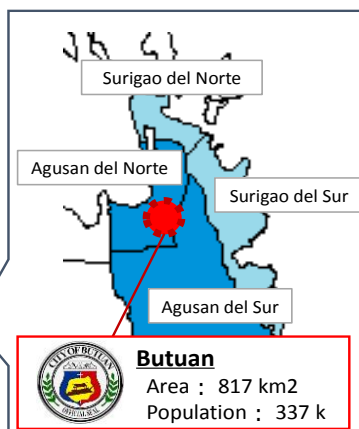 Surigao del Norte
Agusan del Norte
Surigao del Sur
Agusan del Sur
CITY OF BUTUAN
OFFICIAL SEAL
Butuan
Area： 817 km2
Population： 337 k